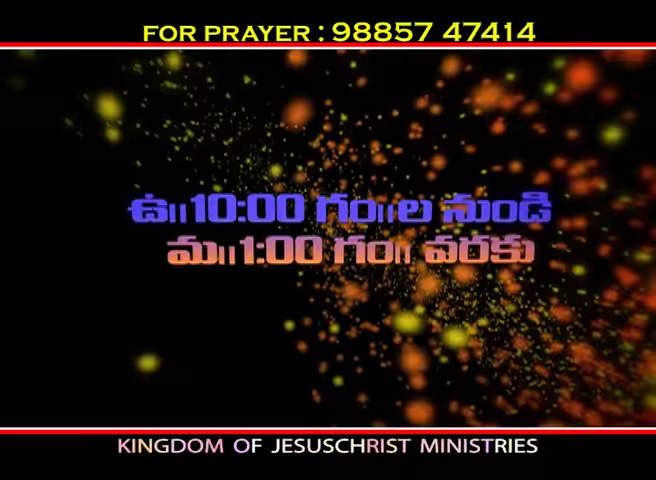 FOR PRAYER : 98857 47414
ఉ||10:00 గం||ల నుండి
మ||1:00 గం|| వరకు
KINGDOM OF JESUSCHRIST MINISTRIES